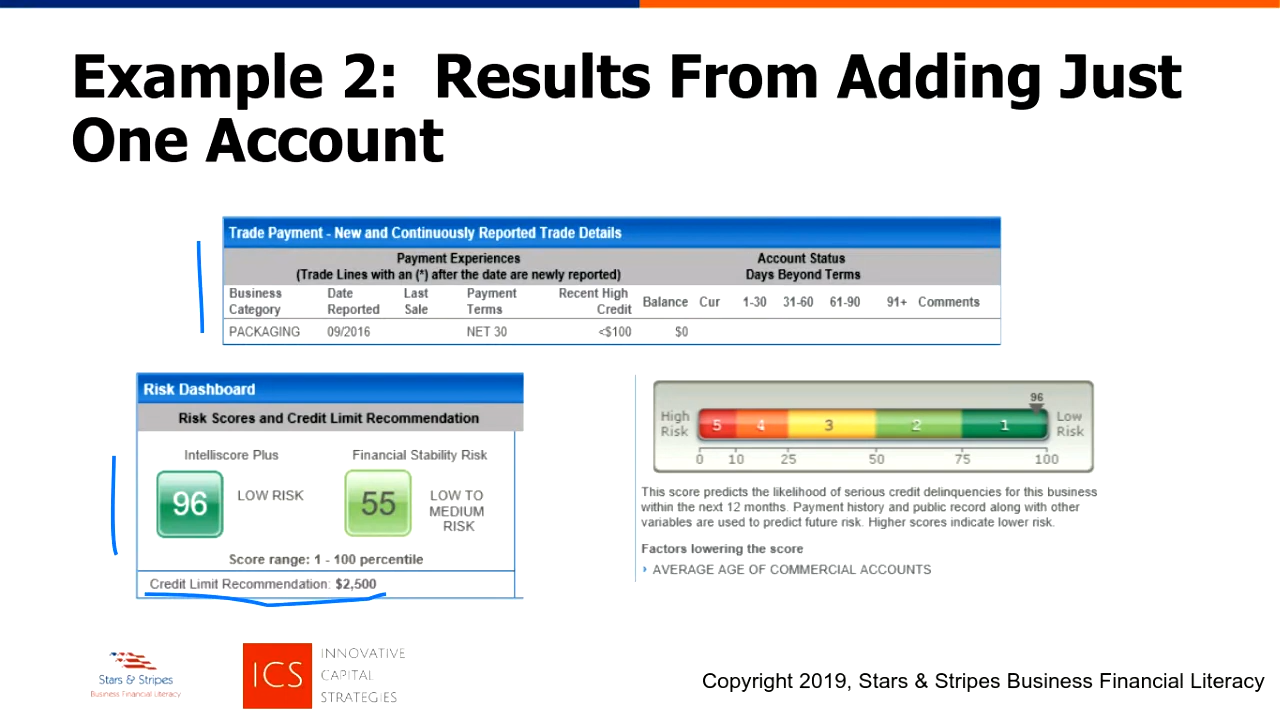 Example 2:  Results From Adding Just
One Account
Trade Payment - New and Continuously Reported Trade Details
Payment Experiences
(Trade Lines with an (*) after the date are newly reported)
Account Status
Days Beyond Terms
Business Category Date Reported Last Sale Payment Terms Recent High Credit Balance Cur 1-30 31-60 61-90 91+ Comments
PACKAGING 09/2016 NET 30 <$100 $0
Risk Dashboard
Risk Scores and Credit Limit Recommendation
Intelliscore Plus
96
LOW RISK
Financial Stability Risk
55
LOW TO
MEDIUM
RISK
Score range: 1 - 100 percentile
Credit Limit Recommendation: $2,500
96
High
Risk
5 4 3 2 1
Low
Risk
0 10 25 50 75 100
This score predicts the likelihood of serious credit delinquencies for this business
within the next 12 months. Payment history and public record along with other
variables are used to predict future risk. Higher scores indicate lower risk.
Factors lowering the score
AVERAGE AGE OF COMMERCIAL ACCOUNTS
Stars & Stripes
Business Financial Literacy
ICS
INNOVATIVE
CAPITAL
STRATEGIES
Copyright 2019, Stars & Stripes Business Financial Literacy